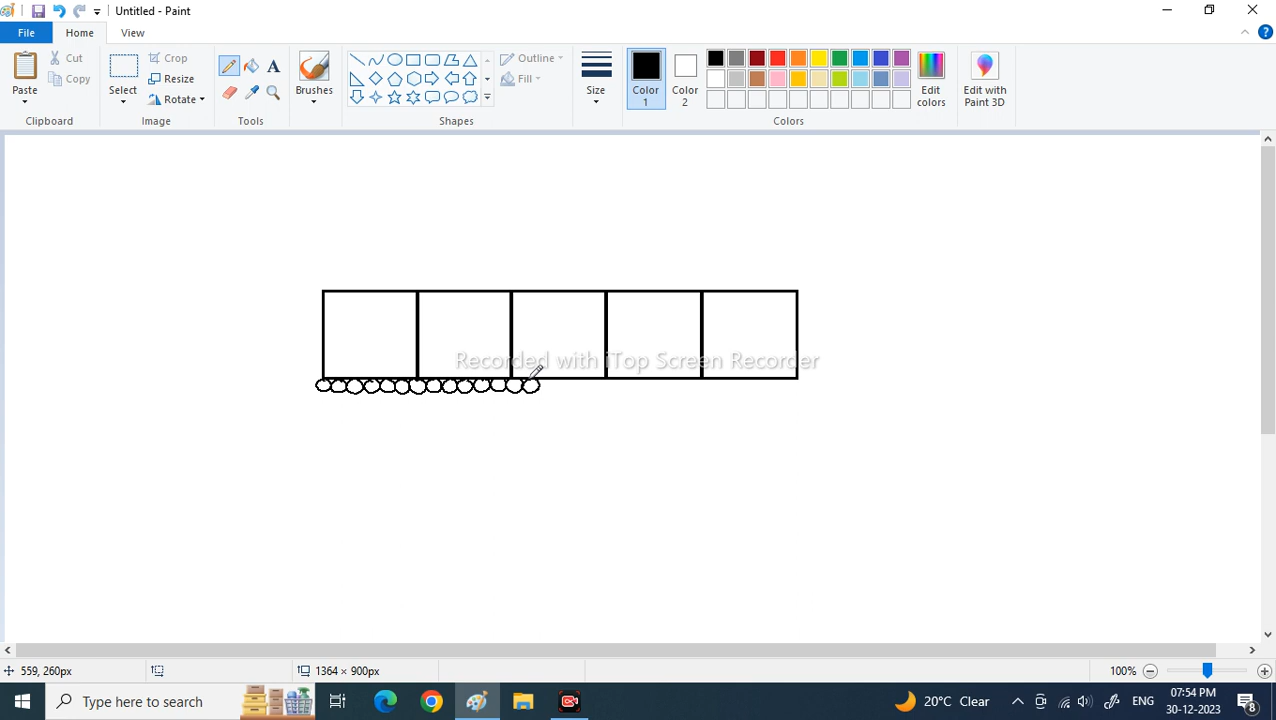 Untitled - Paint
File Home View
Paste Cut Copy Clipboard
Select Crop Resize Rotate Image
A Tools
Brushes
Shapes Outline Fill
Size
Color 1 Color 2 Colors Edit colors
Edit with Paint 3D
Recorded with iTop Screen Recorder
559, 260px 1364 × 900px 100%
Type here to search 20°C Clear ENG 07:54 PM 30-12-2023 8